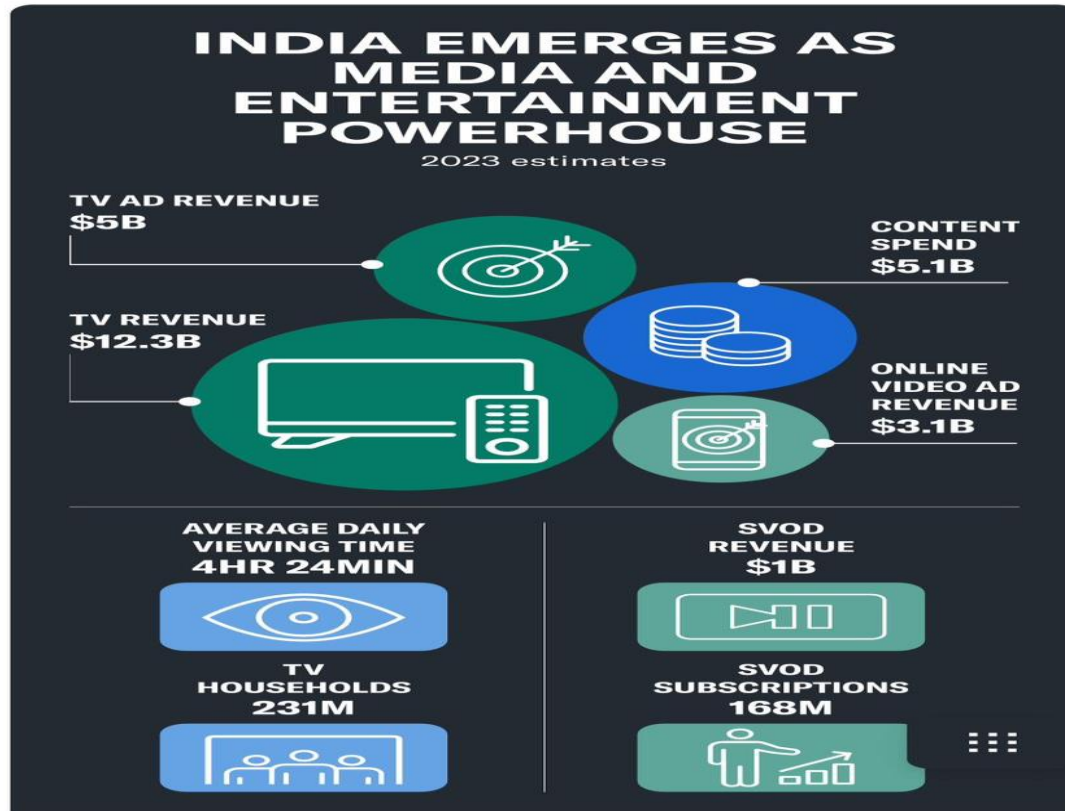 INDIA EMERGES AS
MEDIA AND
ENTERTAINMENT
POWERHOUSE
2023 estimates
TV AD REVENUE
$5B
CONTENT
SPEND
$5.1B
TV REVENUE
$12.3B
ONLINE
VIDEO AD
REVENUE
$3.1B
AVERAGE DAILY
VIEWING TIME
4HR 24MIN
SVOD
REVENUE
$1B
TV
HOUSEHOLDS
231M
SVOD
SUBSCRIPTIONS
168M